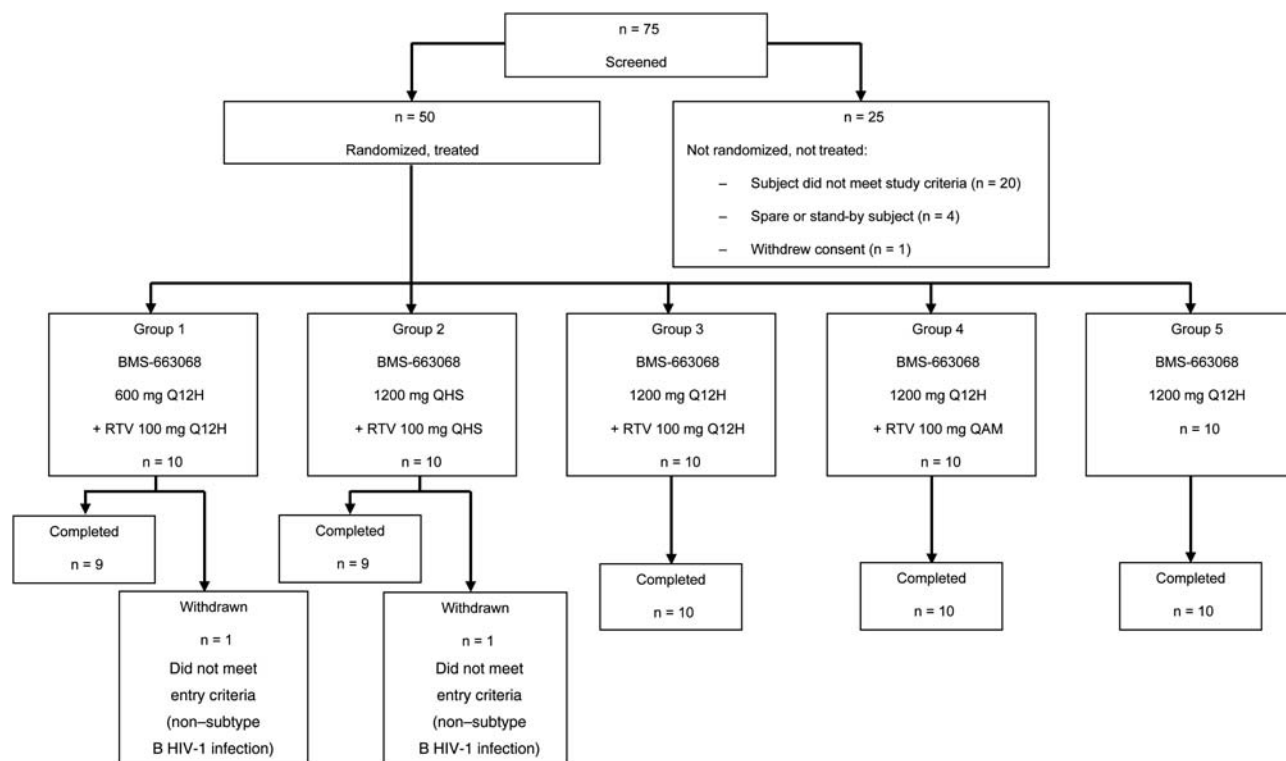 n = 75
Screened
n = 50
Randomized, treated
n = 25
Not randomized, not treated:
– Subject did not meet study criteria (n = 20)
– Spare or stand-by subject (n = 4)
– Withdrew consent (n = 1)
Group 1
BMS-663068
600 mg Q12H
+ RTV 100 mg Q12H
n = 10
Group 2
BMS-663068
1200 mg QHS
+ RTV 100 mg QHS
n = 10
Group 3
BMS-663068
1200 mg Q12H
+ RTV 100 mg Q12H
n = 10
Group 4
BMS-663068
1200 mg Q12H
+ RTV 100 mg QAM
n = 10
Group 5
BMS-663068
1200 mg Q12H
n = 10
Completed
n = 9
Withdrawn
n = 1
Did not meet
entry criteria
(non–subtype
B HIV-1 infection)
Completed
n = 9
Withdrawn
n = 1
Did not meet
entry criteria
(non–subtype
B HIV-1 infection)
Completed
n = 10
Completed
n = 10
Completed
n = 10